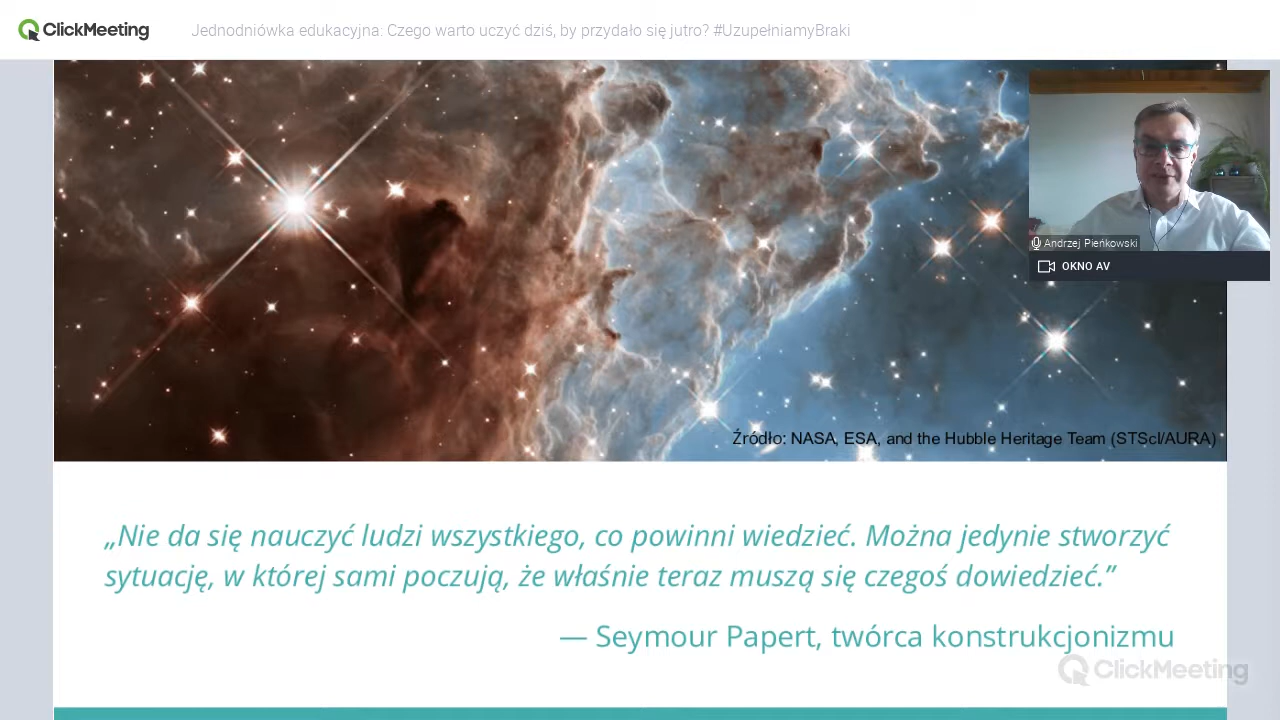 ClickMeeting
Jednodniówka edukacyjna: Czego warto uczyć dziś, by przydało się jutro? #UzupełniamyBraki
Andrzej Pieńkowski
OKNO AV
Źródło: NASA, ESA, and the Hubble Heritage Team (STScI/AURA)
„Nie da się nauczyć ludzi wszystkiego, co powinni wiedzieć. Można jedynie stworzyć
sytuację, w której sami poczują, że właśnie teraz muszą się czegoś dowiedzieć.”
— Seymour Papert, twórca konstrukcjonizmu
ClickMeeting